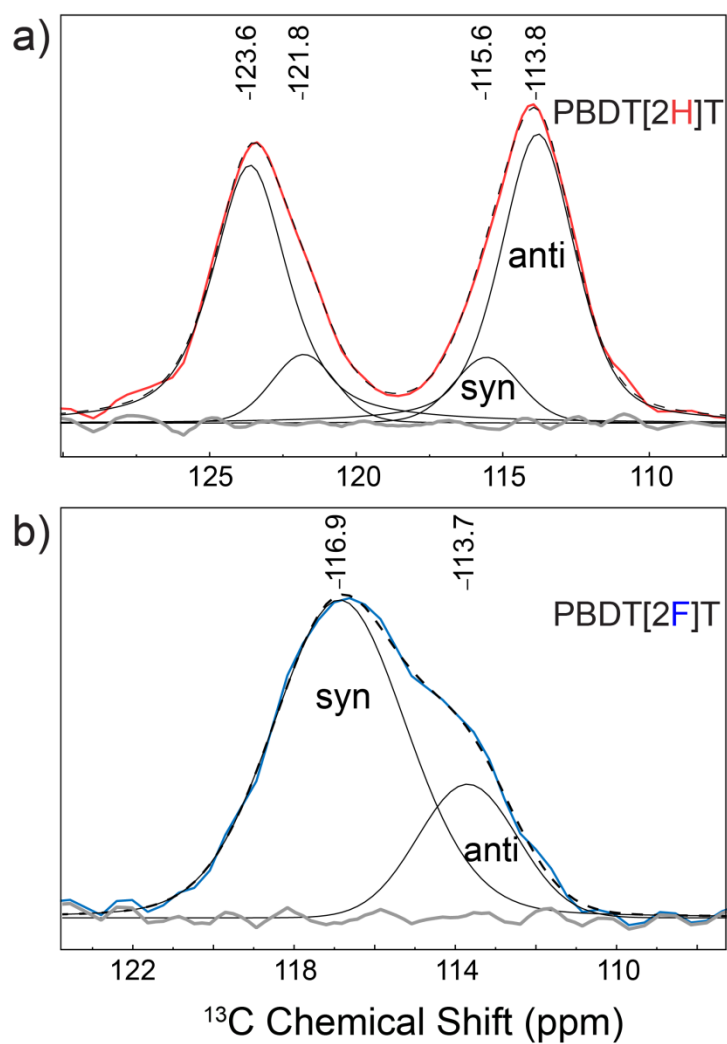 a)
-123.6
-121.8
-115.6
-113.8
PBDT[2H]T
anti
syn
125 120 115 110
b)
-116.9
-113.7
PBDT[2F]T
syn
anti
122 118 114 110
¹³C Chemical Shift (ppm)